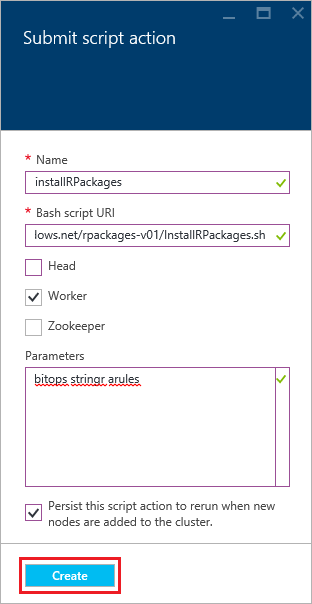 Submit script action
* Name
installRPackages
* Bash script URI
lows.net/rpackages-v01/InstallRPackages.sh
Head
Worker
Zookeeper
Parameters
bitops stringr arules
Persist this script action to rerun when new
nodes are added to the cluster.
Create